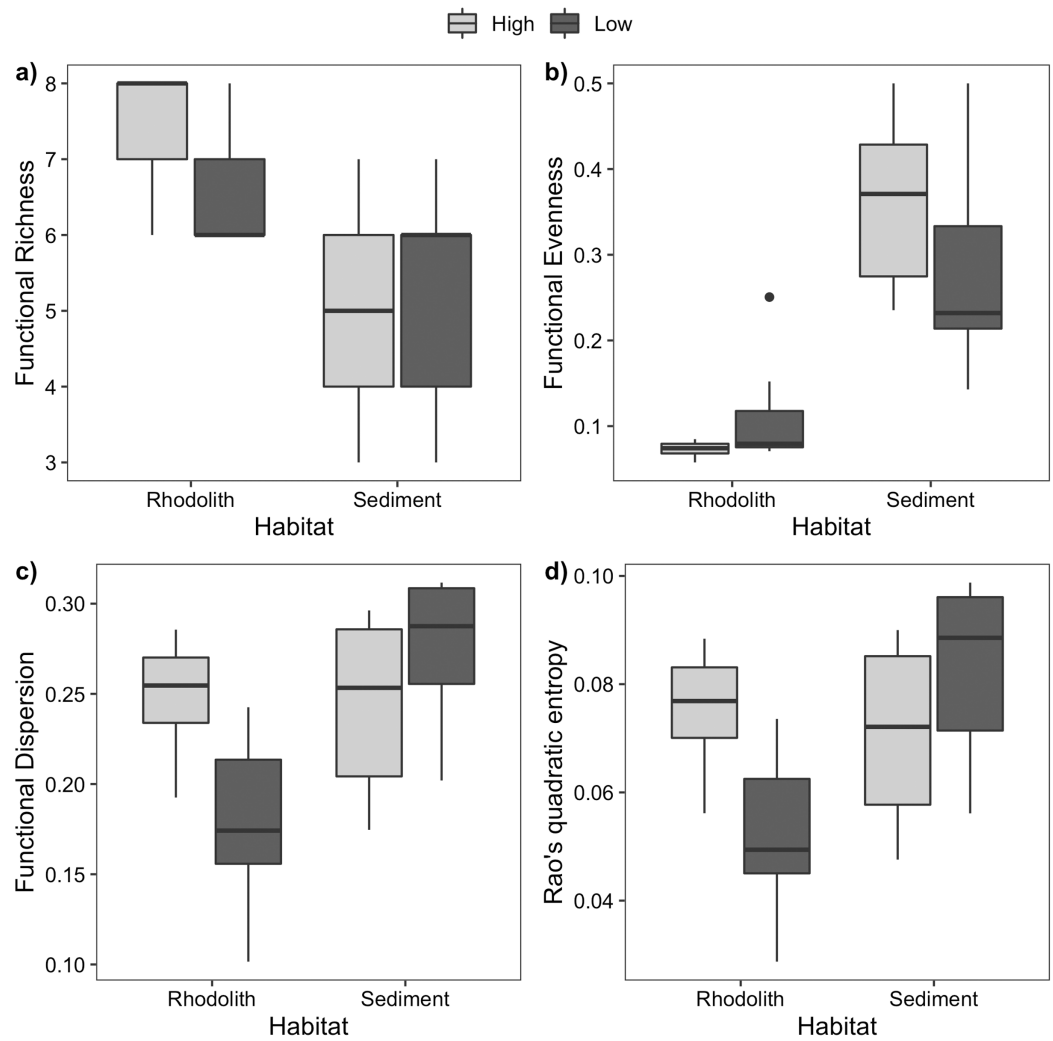 High Low
a)
8
7
6
5
4
3
Functional Richness
Rhodolith Sediment
Habitat
b)
0.5
0.4
0.3
0.2
0.1
Functional Evenness
Rhodolith Sediment
Habitat
c)
0.30
0.25
0.20
0.15
0.10
Functional Dispersion
Rhodolith Sediment
Habitat
d)
0.10
0.08
0.06
0.04
Rao's quadratic entropy
Rhodolith Sediment
Habitat